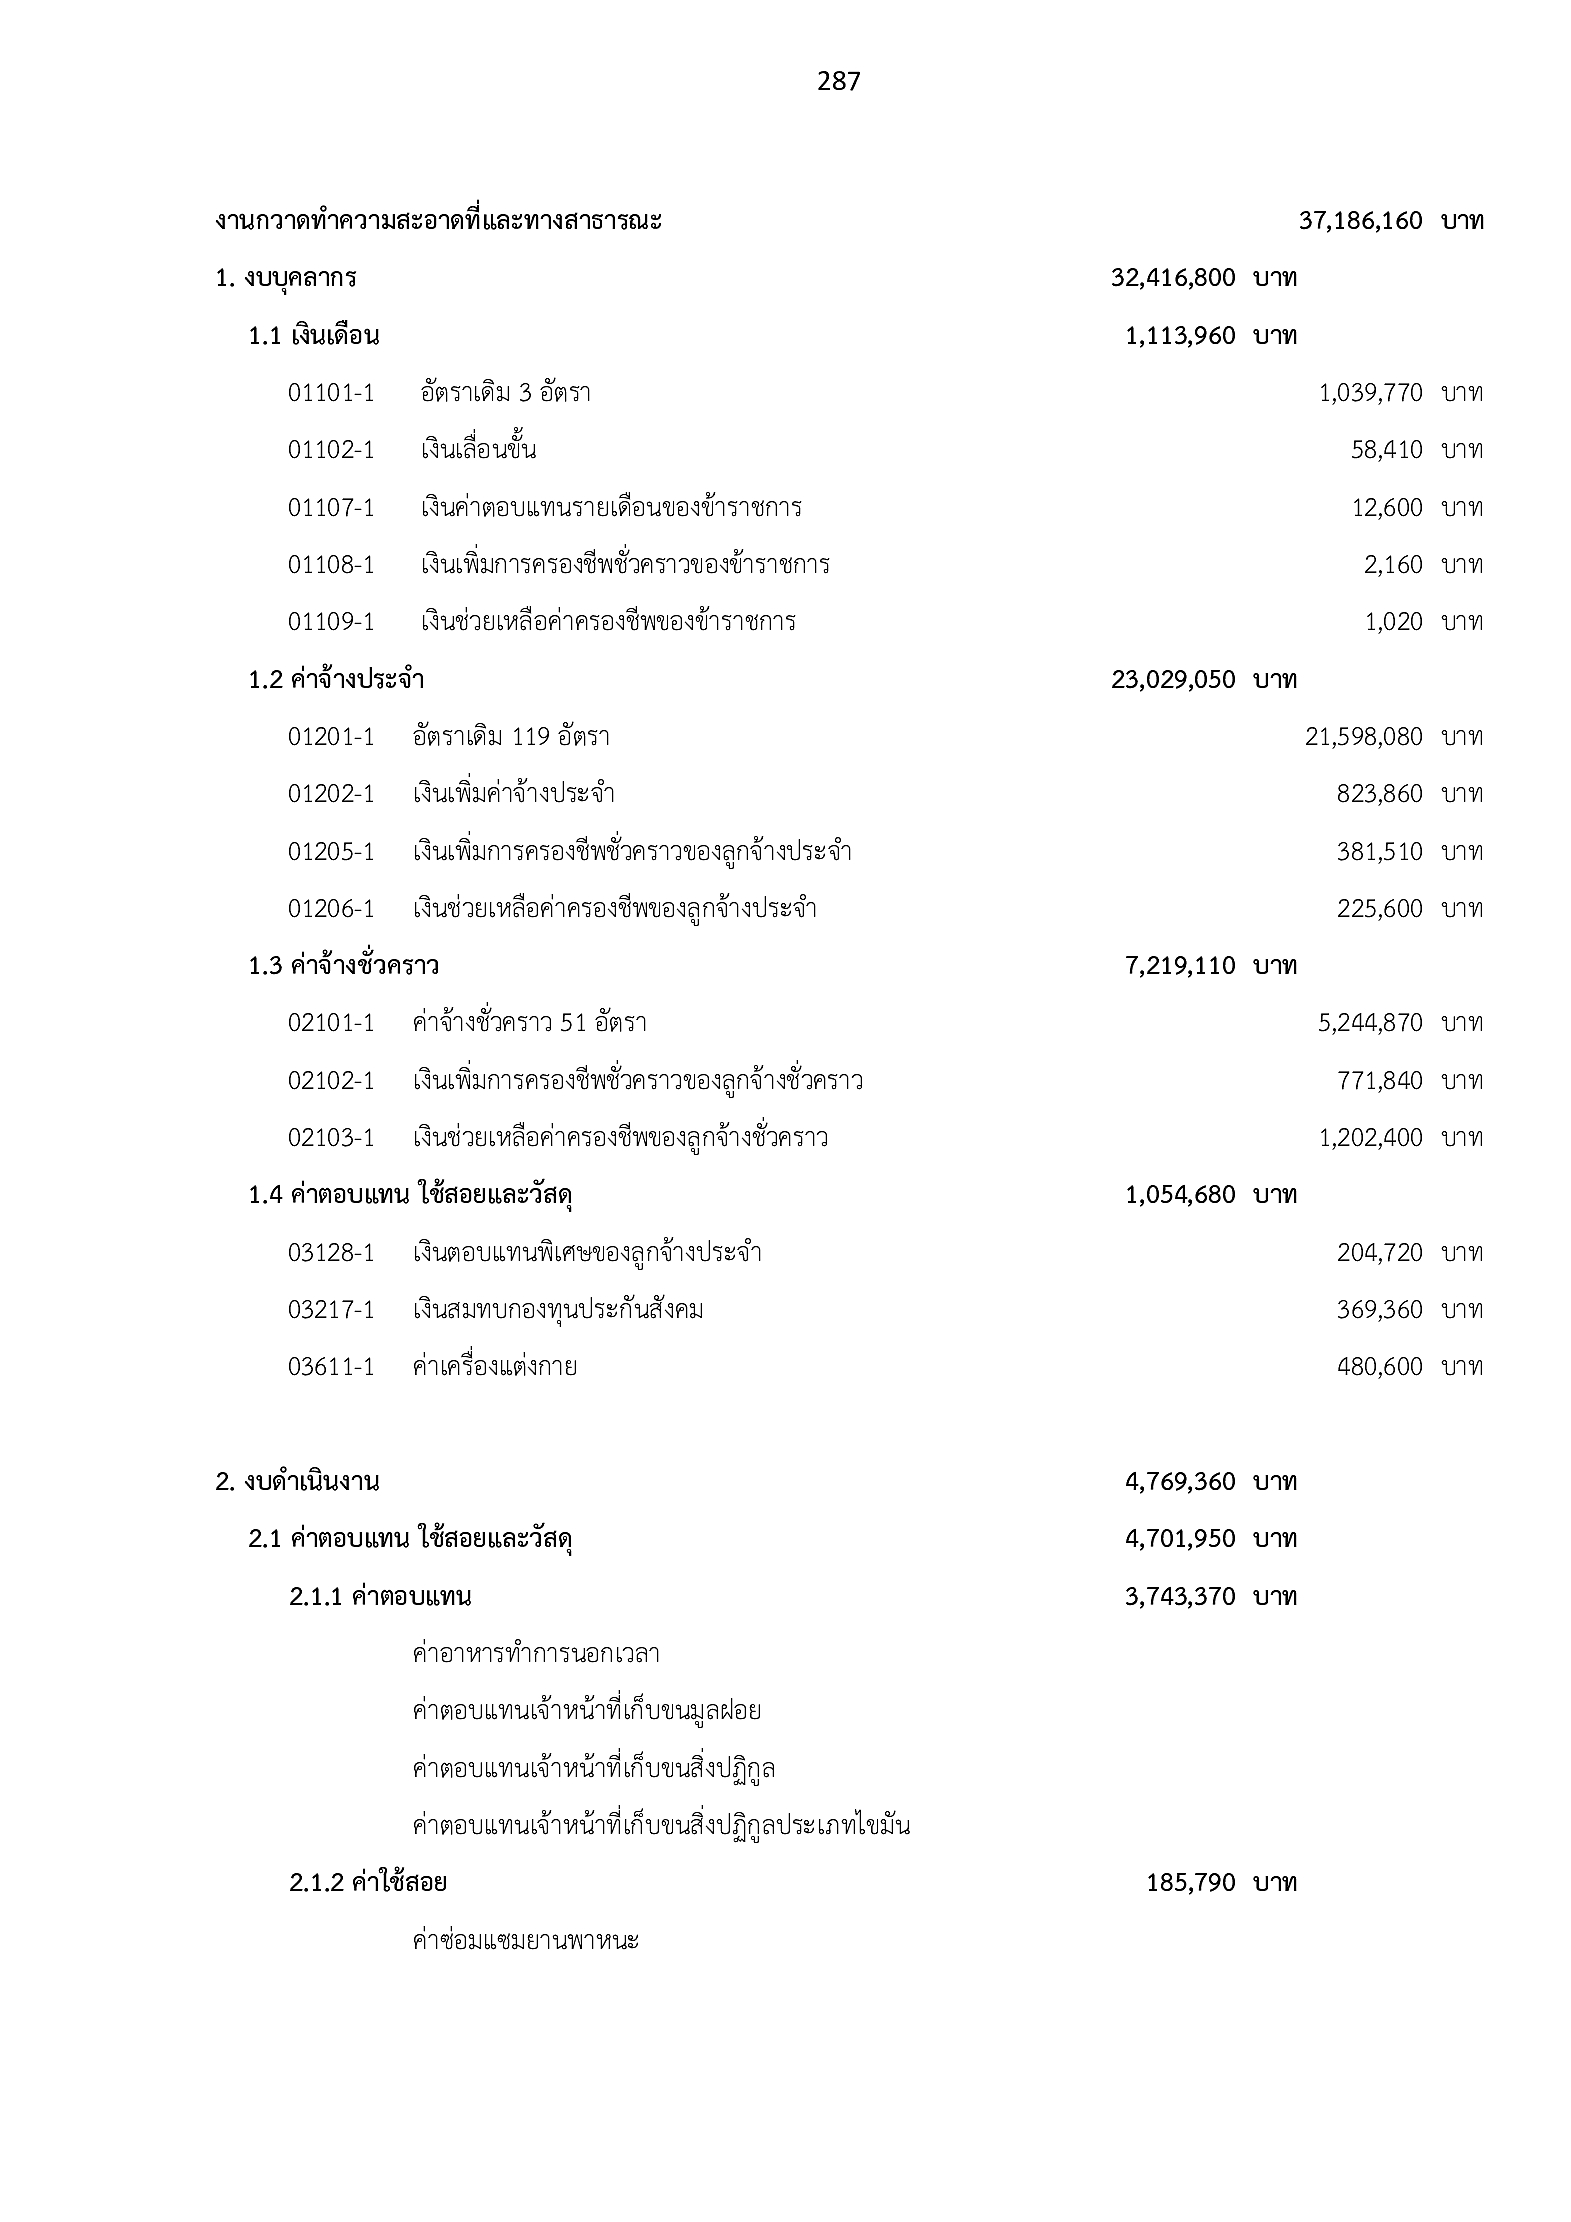 287
งานกวาดทำความสะอาดที่และทางสาธารณะ 37,186,160 บาท
1. งบบุคลากร 32,416,800 บาท
1.1 เงินเดือน 1,113,960 บาท
01101-1 อัตราเดิม 3 อัตรา 1,039,770 บาท
01102-1 เงินเลื่อนขั้น 58,410 บาท
01107-1 เงินค่าตอบแทนรายเดือนของข้าราชการ 12,600 บาท
01108-1 เงินเพิ่มการครองชีพชั่วคราวของข้าราชการ 2,160 บาท
01109-1 เงินช่วยเหลือค่าครองชีพของข้าราชการ 1,020 บาท
1.2 ค่าจ้างประจำ 23,029,050 บาท
01201-1 อัตราเดิม 119 อัตรา 21,598,080 บาท
01202-1 เงินเพิ่มค่าจ้างประจำ 823,860 บาท
01205-1 เงินเพิ่มการครองชีพชั่วคราวของลูกจ้างประจำ 381,510 บาท
01206-1 เงินช่วยเหลือค่าครองชีพของลูกจ้างประจำ 225,600 บาท
1.3 ค่าจ้างชั่วคราว 7,219,110 บาท
02101-1 ค่าจ้างชั่วคราว 51 อัตรา 5,244,870 บาท
02102-1 เงินเพิ่มการครองชีพชั่วคราวของลูกจ้างชั่วคราว 771,840 บาท
02103-1 เงินช่วยเหลือค่าครองชีพของลูกจ้างชั่วคราว 1,202,400 บาท
1.4 ค่าตอบแทน ใช้สอยและวัสดุ 1,054,680 บาท
03128-1 เงินตอบแทนพิเศษของลูกจ้างประจำ 204,720 บาท
03217-1 เงินสมทบกองทุนประกันสังคม 369,360 บาท
03611-1 ค่าเครื่องแต่งกาย 480,600 บาท
2. งบดำเนินงาน 4,769,360 บาท
2.1 ค่าตอบแทน ใช้สอยและวัสดุ 4,701,950 บาท
2.1.1 ค่าตอบแทน 3,743,370 บาท
ค่าอาหารทำการนอกเวลา
ค่าตอบแทนเจ้าหน้าที่เก็บขนมูลฝอย
ค่าตอบแทนเจ้าหน้าที่เก็บขนสิ่งปฏิกูล
ค่าตอบแทนเจ้าหน้าที่เก็บขนสิ่งปฏิกูลประเภทไขมัน
2.1.2 ค่าใช้สอย 185,790 บาท
ค่าซ่อมแซมยานพาหนะ